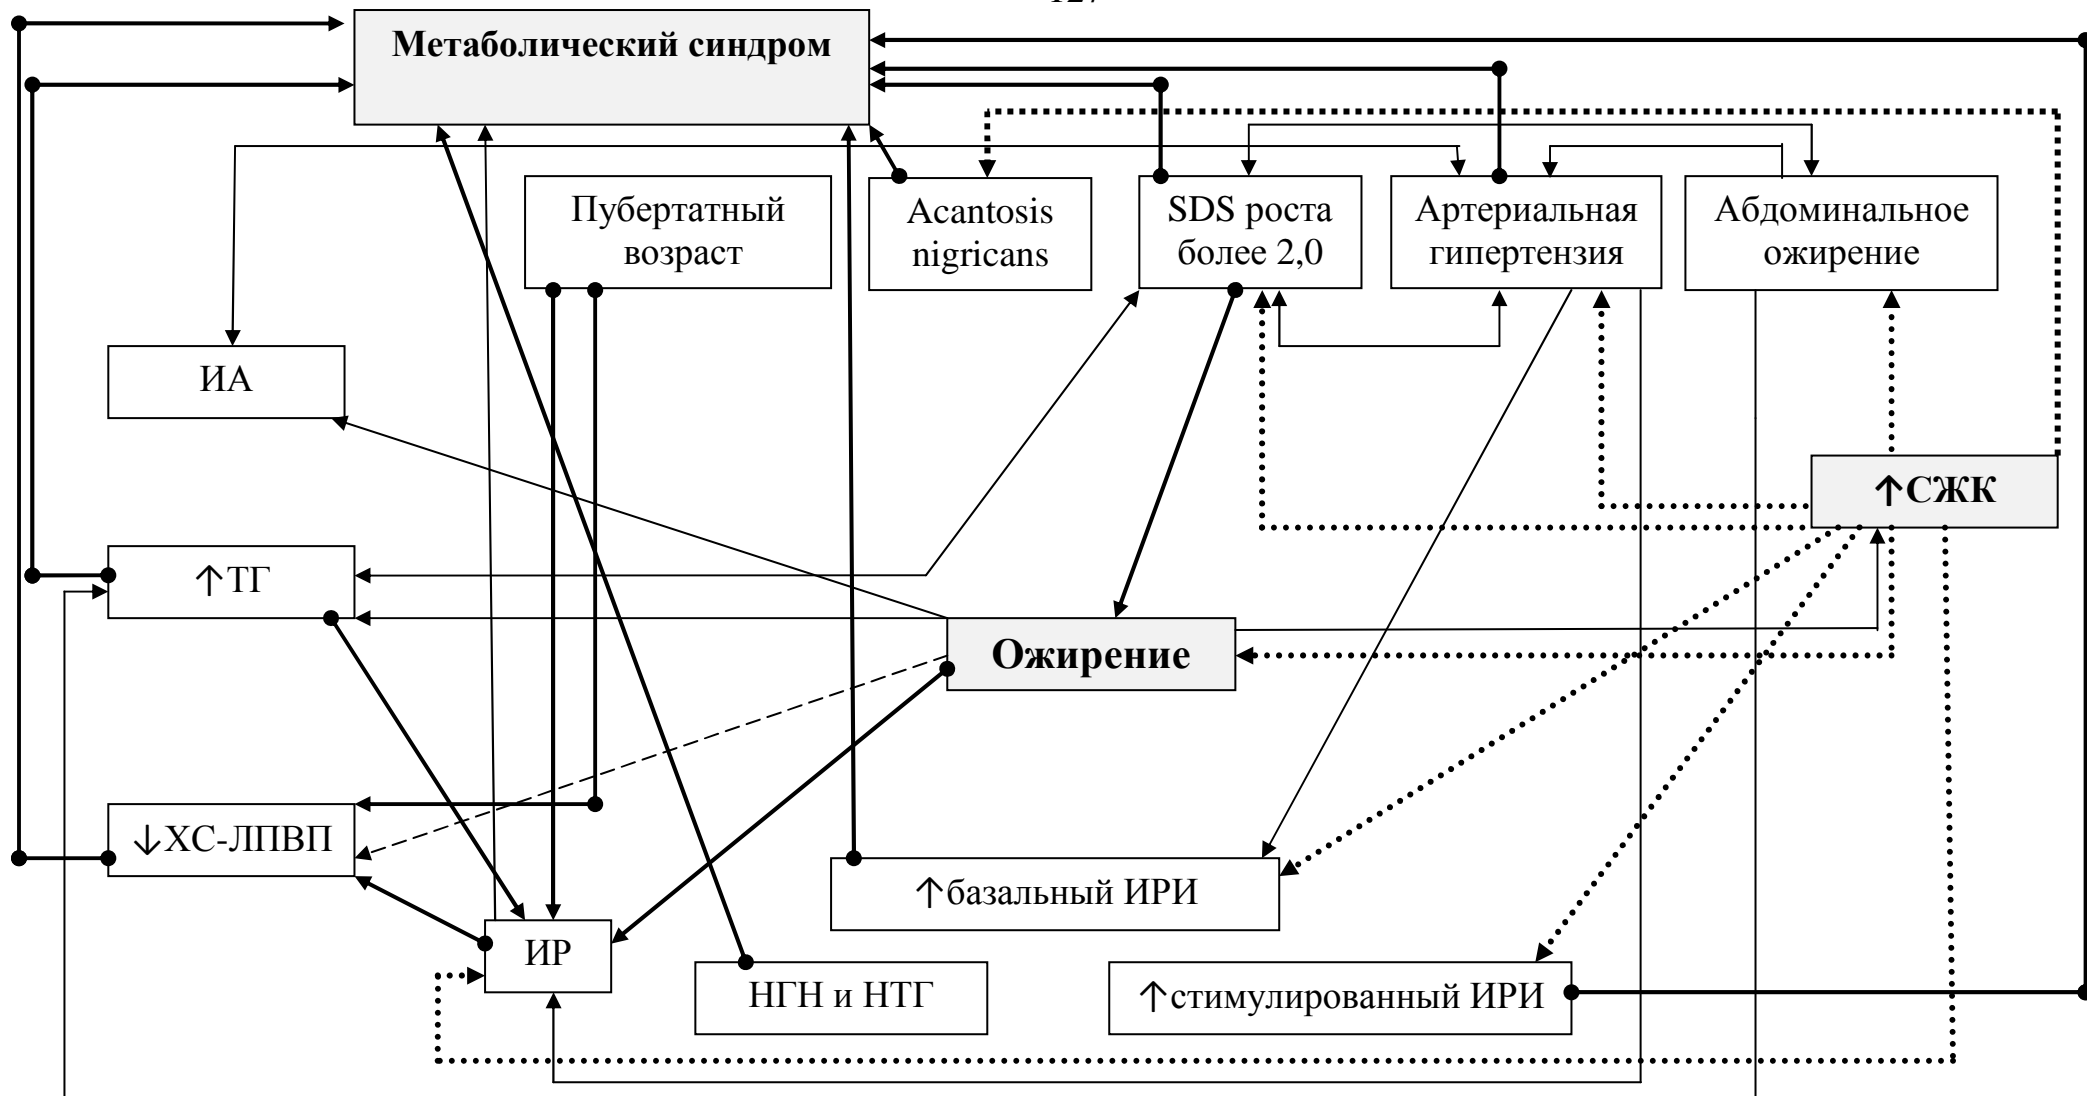 Метаболический синдром
Пубертатный
возраст
Acantosis
nigricans
SDS роста
более 2,0
Артериальная
гипертензия
Абдоминальное
ожирение
ИА
↑СЖК
↑ТГ
Ожирение
↓ХС-ЛПВП
↑базальный ИРИ
ИР
НГН и НТГ
↑стимулированный ИРИ